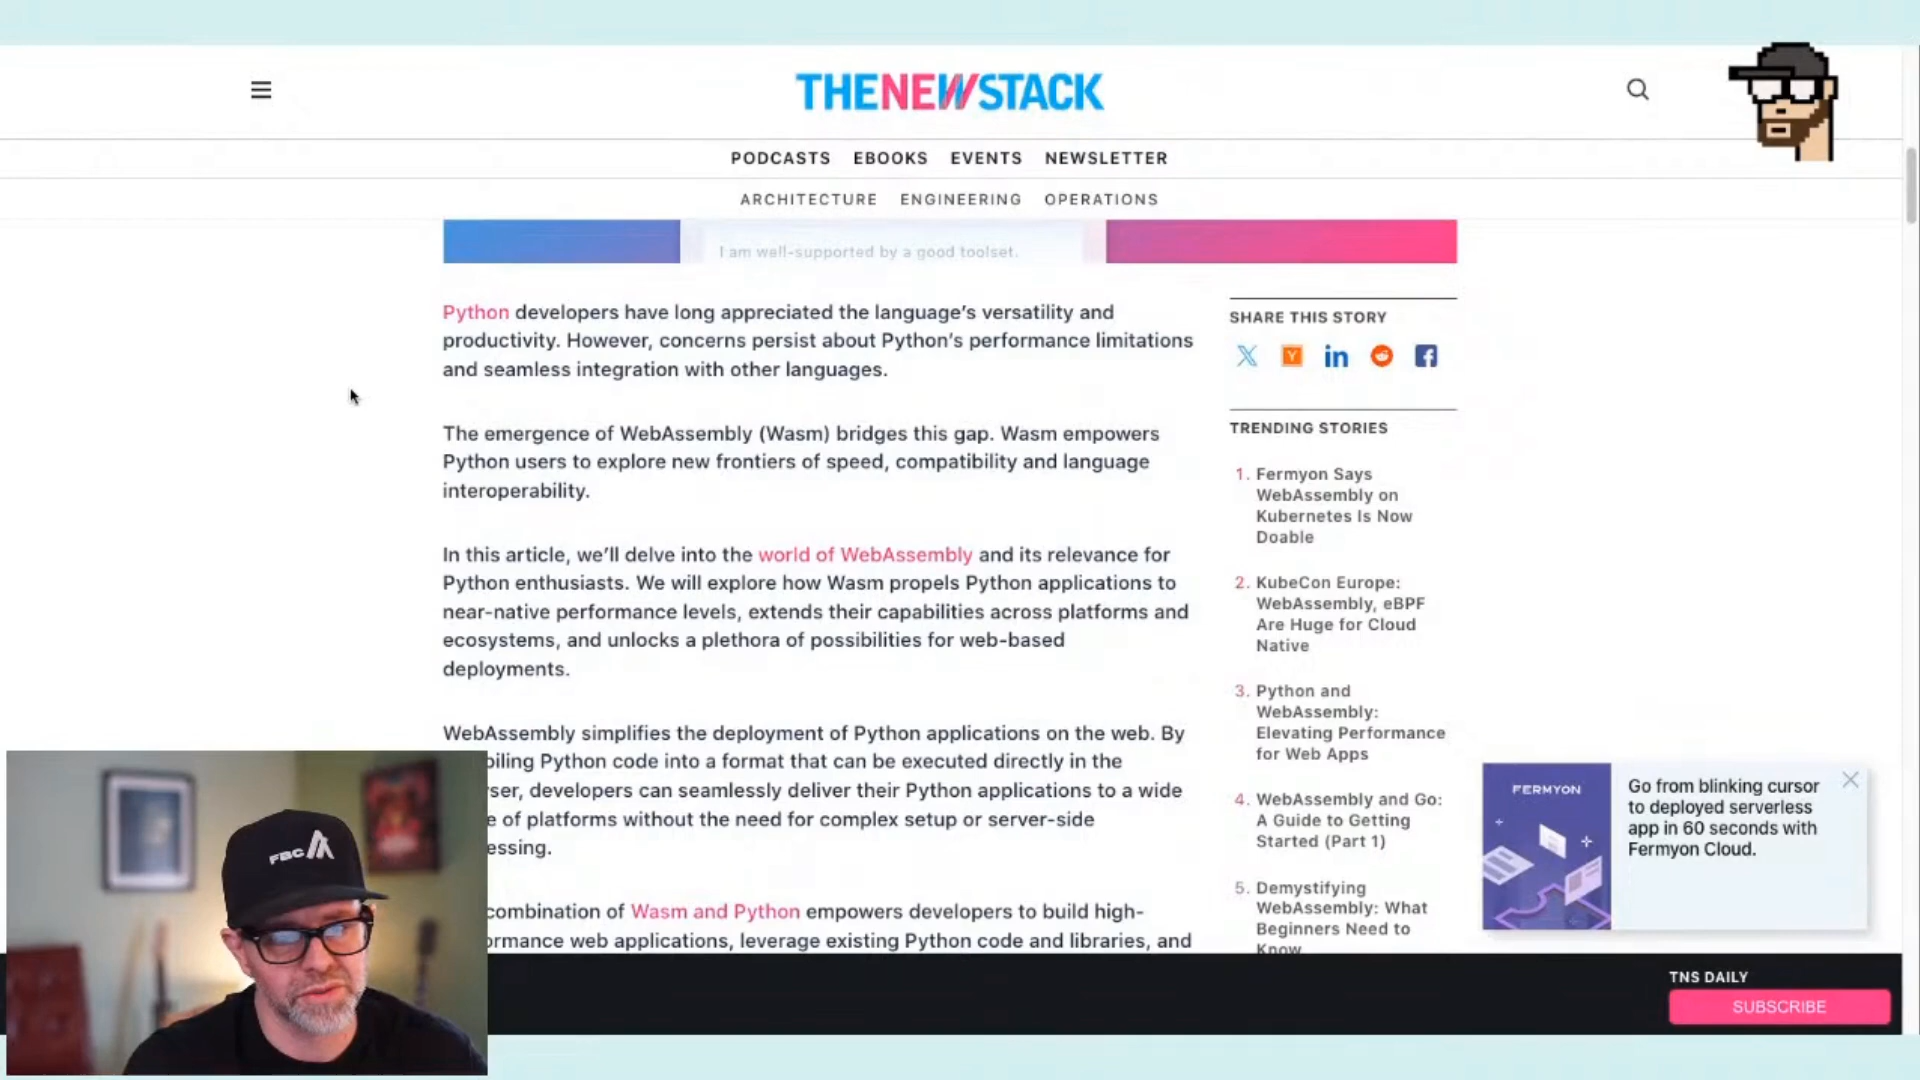 THENEWSTACK
PODCASTS EBOOKS EVENTS NEWSLETTER
ARCHITECTURE ENGINEERING OPERATIONS
I am well-supported by a good toolset.
Python developers have long appreciated the language's versatility and
productivity. However, concerns persist about Python's performance limitations
and seamless integration with other languages.
The emergence of WebAssembly (Wasm) bridges this gap. Wasm empowers
Python users to explore new frontiers of speed, compatibility and language
interoperability.
In this article, we'll delve into the world of WebAssembly and its relevance for
Python enthusiasts. We will explore how Wasm propels Python applications to
near-native performance levels, extends their capabilities across platforms and
ecosystems, and unlocks a plethora of possibilities for web-based
deployments.
WebAssembly simplifies the deployment of Python applications on the web. By
piling Python code into a format that can be executed directly in the
ser, developers can seamlessly deliver their Python applications to a wide
e of platforms without the need for complex setup or server-side
essing.
combination of Wasm and Python empowers developers to build high-
ormance web applications, leverage existing Python code and libraries, and
SHARE THIS STORY
TRENDING STORIES
1. Fermyon Says
WebAssembly on
Kubernetes Is Now
Doable
2. KubeCon Europe:
WebAssembly, eBPF
Are Huge for Cloud
Native
3. Python and
WebAssembly:
Elevating Performance
for Web Apps
4. WebAssembly and Go:
A Guide to Getting
Started (Part 1)
5. Demystifying
WebAssembly: What
Beginners Need to
Know
FERMYON
Go from blinking cursor
to deployed serverless
app in 60 seconds with
Fermyon Cloud.
TNS DAILY
SUBSCRIBE
FBC